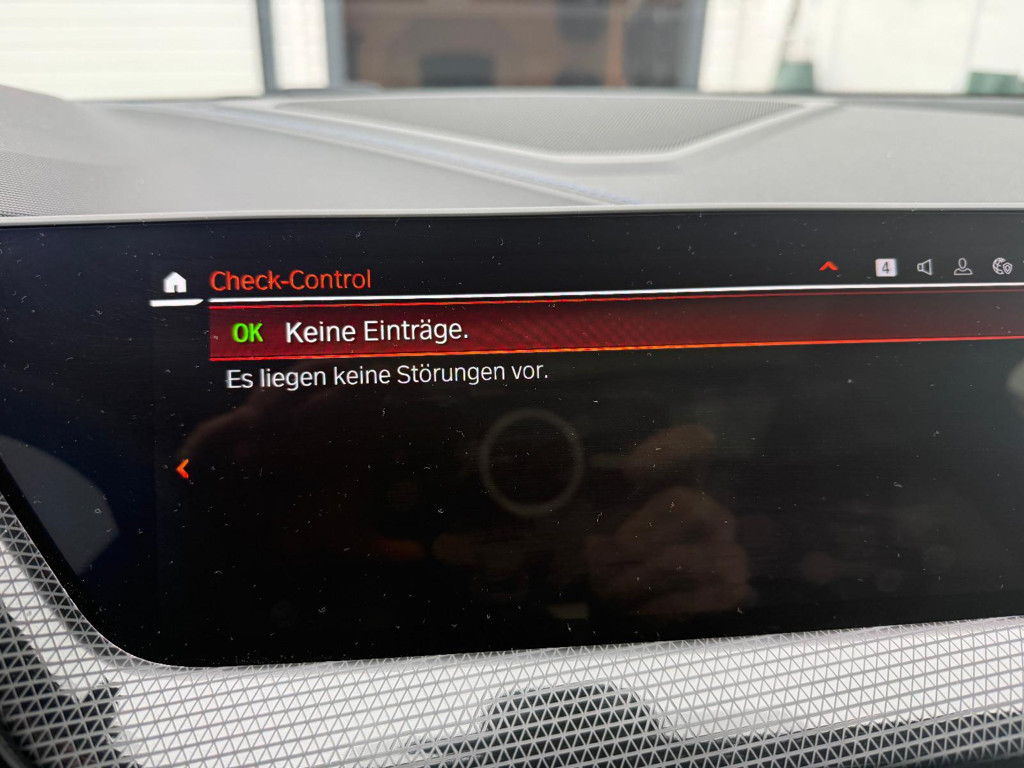 Check-Control
4
OK Keine Einträge.
Es liegen keine Störungen vor.